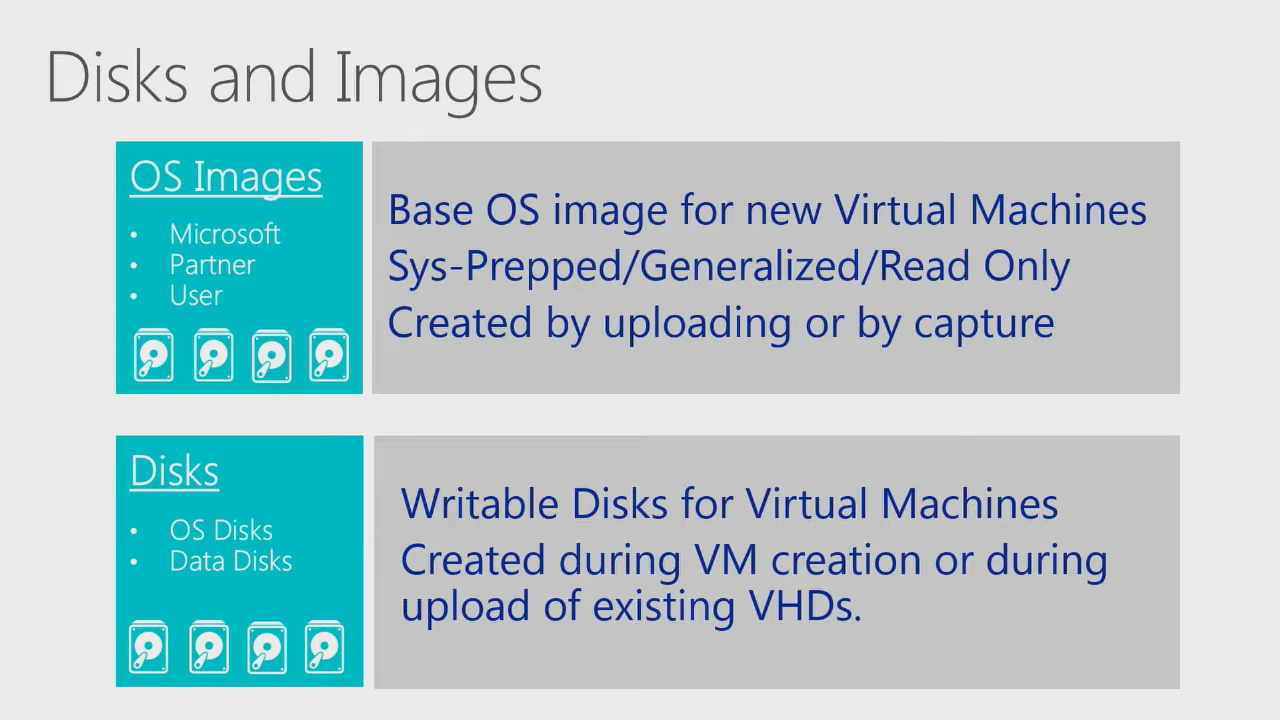 Disks and Images
OS Images
• Microsoft
• Partner
• User
Base OS image for new Virtual Machines
Sys-Prepped/Generalized/Read Only
Created by uploading or by capture
Disks
• OS Disks
• Data Disks
Writable Disks for Virtual Machines
Created during VM creation or during
upload of existing VHDs.